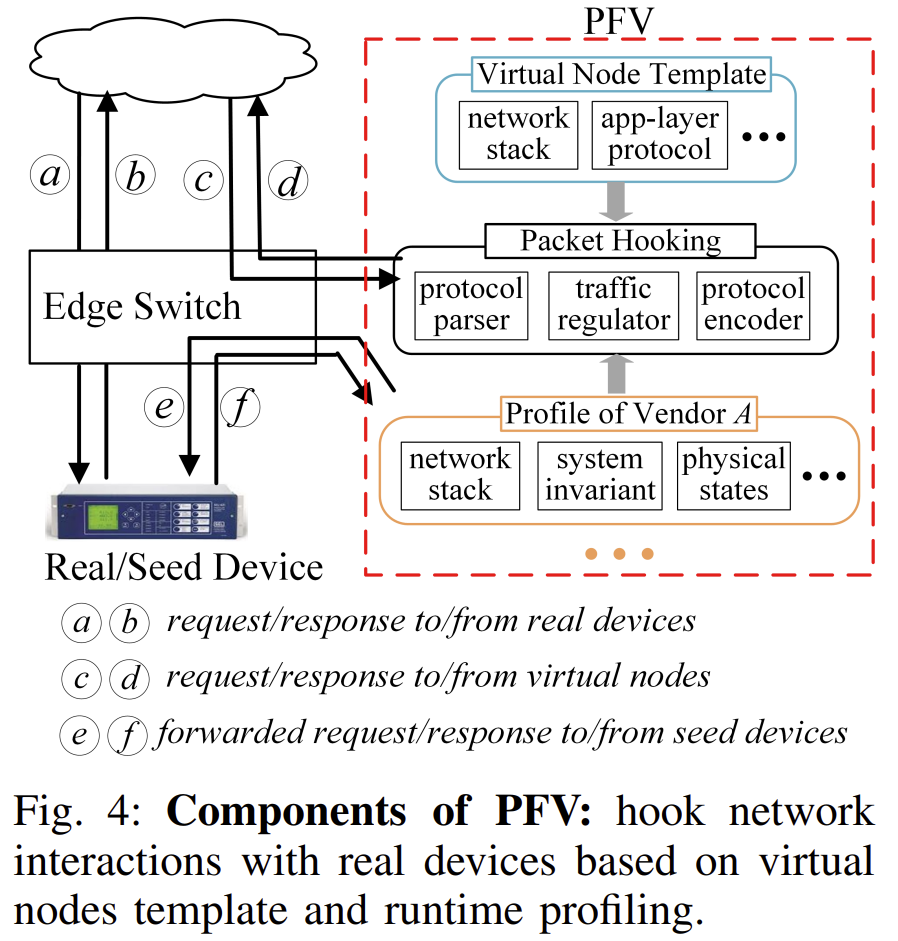 PFV
Virtual Node Template
network
stack
app-layer
protocol
a
b
c
d
Packet Hooking
protocol
parser
traffic
regulator
protocol
encoder
Edge Switch
e
f
Profile of Vendor A
network
stack
system
invariant
physical
states
Real/Seed Device
a b request/response to/from real devices
c d request/response to/from virtual nodes
e f forwarded request/response to/from seed devices
Fig. 4: Components of PFV: hook network
interactions with real devices based on virtual
nodes template and runtime profiling.